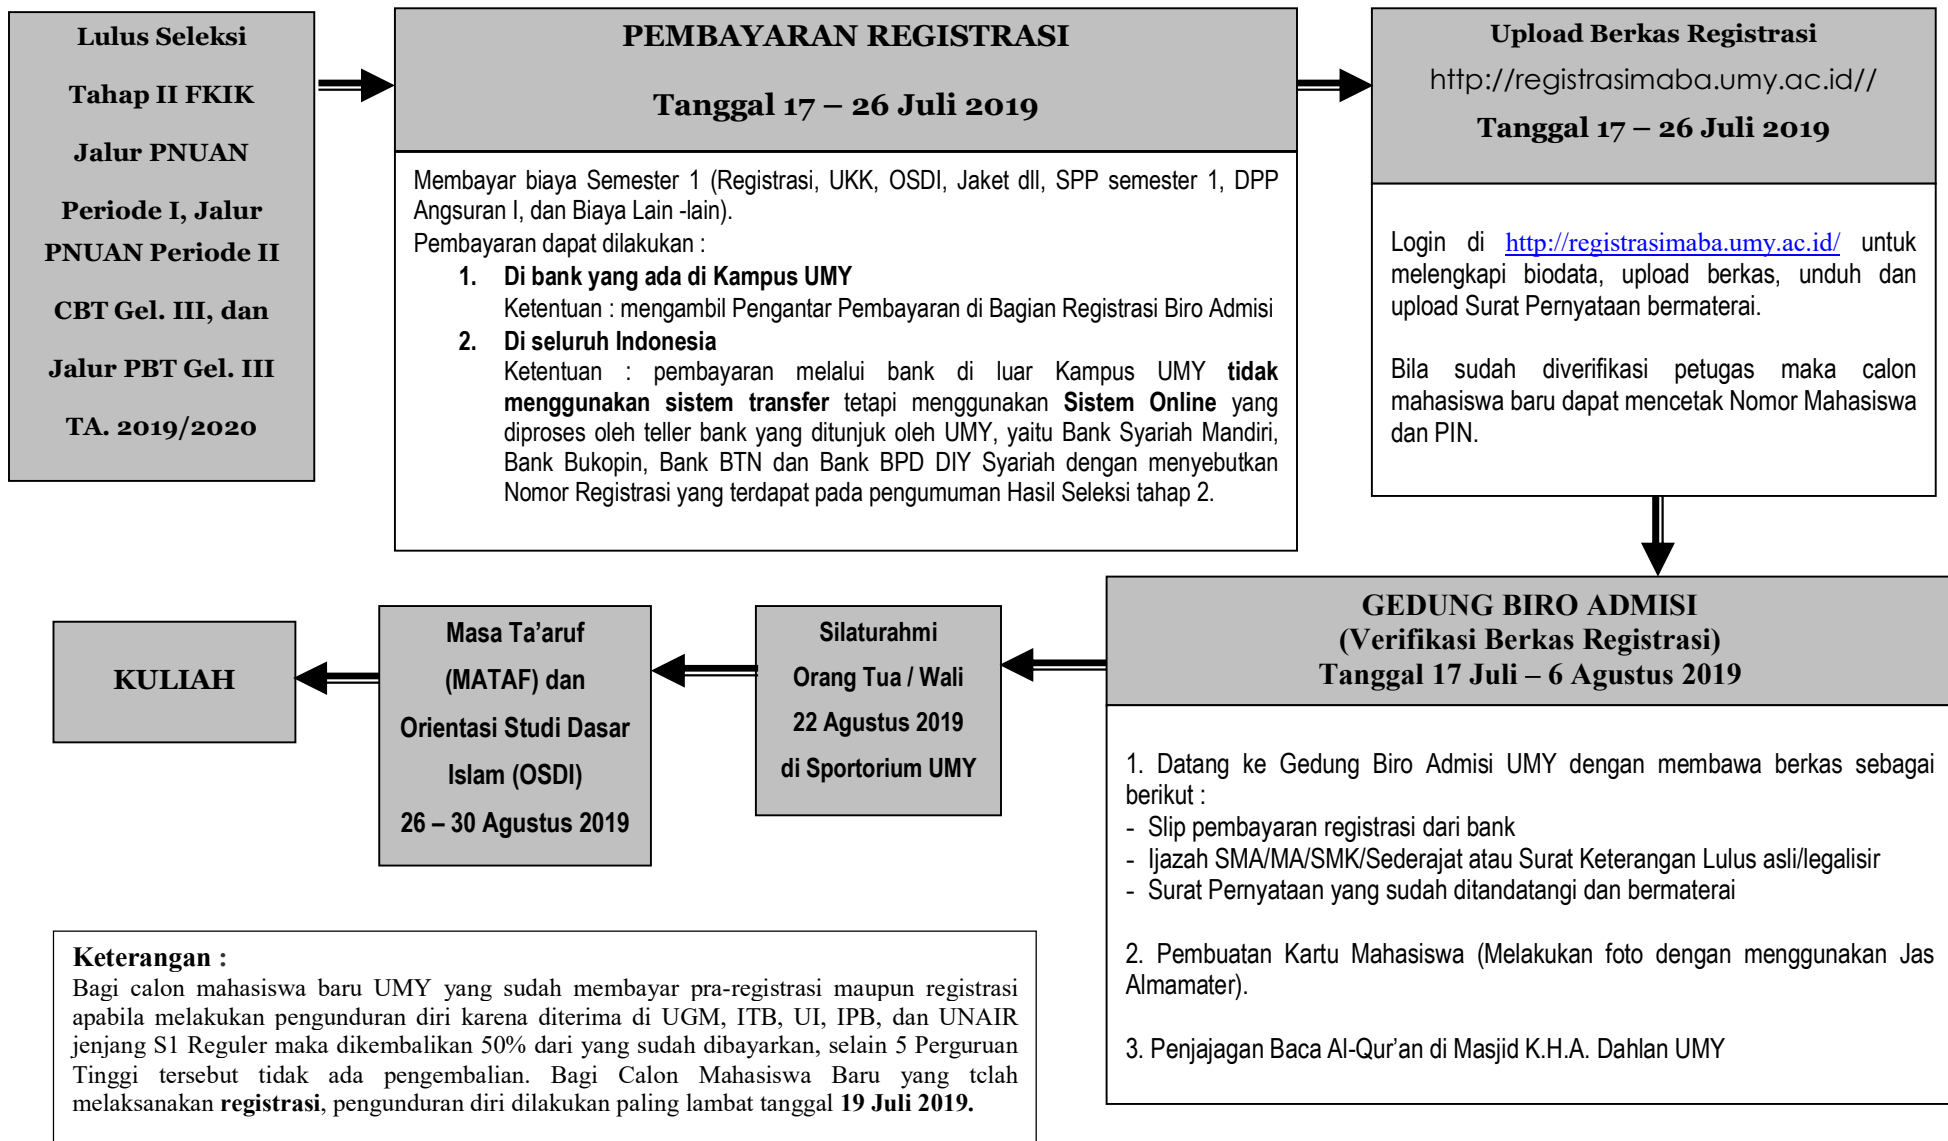 Lulus Seleksi
Tahap II FKIK
Jalur PNUAN
Periode I, Jalur
PNUAN Periode II
CBT Gel. III, dan
Jalur PBT Gel. III
TA. 2019/2020
PEMBAYARAN REGISTRASI
Tanggal 17 – 26 Juli 2019
Membayar biaya Semester 1 (Registrasi, UKK, OSDI, Jaket dll, SPP semester 1, DPP
Angsuran I, dan Biaya Lain -lain).
Pembayaran dapat dilakukan :
1. Di bank yang ada di Kampus UMY
Ketentuan : mengambil Pengantar Pembayaran di Bagian Registrasi Biro Admisi
2. Di seluruh Indonesia
Ketentuan : pembayaran melalui bank di luar Kampus UMY tidak
menggunakan sistem transfer tetapi menggunakan Sistem Online yang
diproses oleh teller bank yang ditunjuk oleh UMY, yaitu Bank Syariah Mandiri,
Bank Bukopin, Bank BTN dan Bank BPD DIY Syariah dengan menyebutkan
Nomor Registrasi yang terdapat pada pengumuman Hasil Seleksi tahap 2.
Upload Berkas Registrasi
http://registrasimaba.umy.ac.id//
Tanggal 17 – 26 Juli 2019
Login di http://registrasimaba.umy.ac.id/ untuk
melengkapi biodata, upload berkas, unduh dan
upload Surat Pernyataan bermaterai.
Bila sudah diverifikasi petugas maka calon
mahasiswa baru dapat mencetak Nomor Mahasiswa
dan PIN.
GEDUNG BIRO ADMISI
(Verifikasi Berkas Registrasi)
Tanggal 17 Juli – 6 Agustus 2019
1. Datang ke Gedung Biro Admisi UMY dengan membawa berkas sebagai
berikut :
- Slip pembayaran registrasi dari bank
- Ijazah SMA/MA/SMK/Sederajat atau Surat Keterangan Lulus asli/legalisir
- Surat Pernyataan yang sudah ditandatangi dan bermaterai
2. Pembuatan Kartu Mahasiswa (Melakukan foto dengan menggunakan Jas
Almamater).
3. Penjajagan Baca Al-Qur’an di Masjid K.H.A. Dahlan UMY
Silaturahmi
Orang Tua / Wali
22 Agustus 2019
di Sportorium UMY
Masa Ta’aruf
(MATAF) dan
Orientasi Studi Dasar
Islam (OSDI)
26 – 30 Agustus 2019
KULIAH
Keterangan :
Bagi calon mahasiswa baru UMY yang sudah membayar pra-registrasi maupun registrasi
apabila melakukan pengunduran diri karena diterima di UGM, ITB, UI, IPB, dan UNAIR
jenjang S1 Reguler maka dikembalikan 50% dari yang sudah dibayarkan, selain 5 Perguruan
Tinggi tersebut tidak ada pengembalian. Bagi Calon Mahasiswa Baru yang tclah
melaksanakan registrasi, pengunduran diri dilakukan paling lambat tanggal 19 Juli 2019.